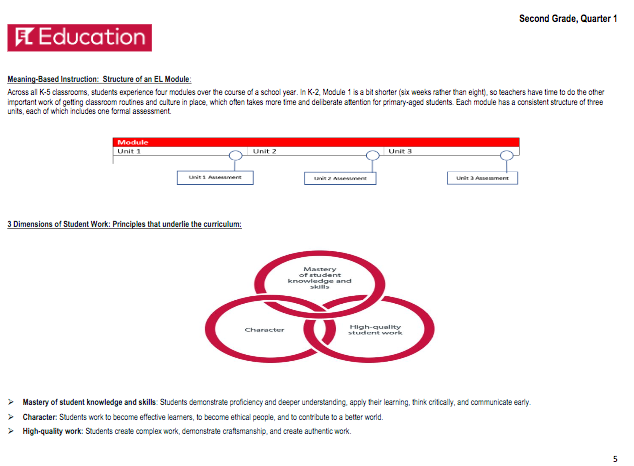 Second Grade, Quarter 1
EL Education
Meaning-Based Instruction: Structure of an EL Module:
Across all K-5 classrooms, students experience four modules over the course of a school year. In K-2, Module 1 is a bit shorter (six weeks rather than eight), so teachers have time to do the other
important work of getting classroom routines and culture in place, which often takes more time and deliberate attention for primary-aged students. Each module has a consistent structure of three
units, each of which includes one formal assessment.
Module
Unit 1 Unit 2 Unit 3
Unit 1 Assessment Unit 2 Assessment Unit 3 Assessment
3 Dimensions of Student Work: Principles that underlie the curriculum:
Mastery
of student
knowledge and
skills
Character
High-quality
student work
➢ Mastery of student knowledge and skills: Students demonstrate proficiency and deeper understanding, apply their learning, think critically, and communicate early.
➢ Character: Students work to become effective learners, to become ethical people, and to contribute to a better world.
➢ High-quality work: Students create complex work, demonstrate craftsmanship, and create authentic work.
5